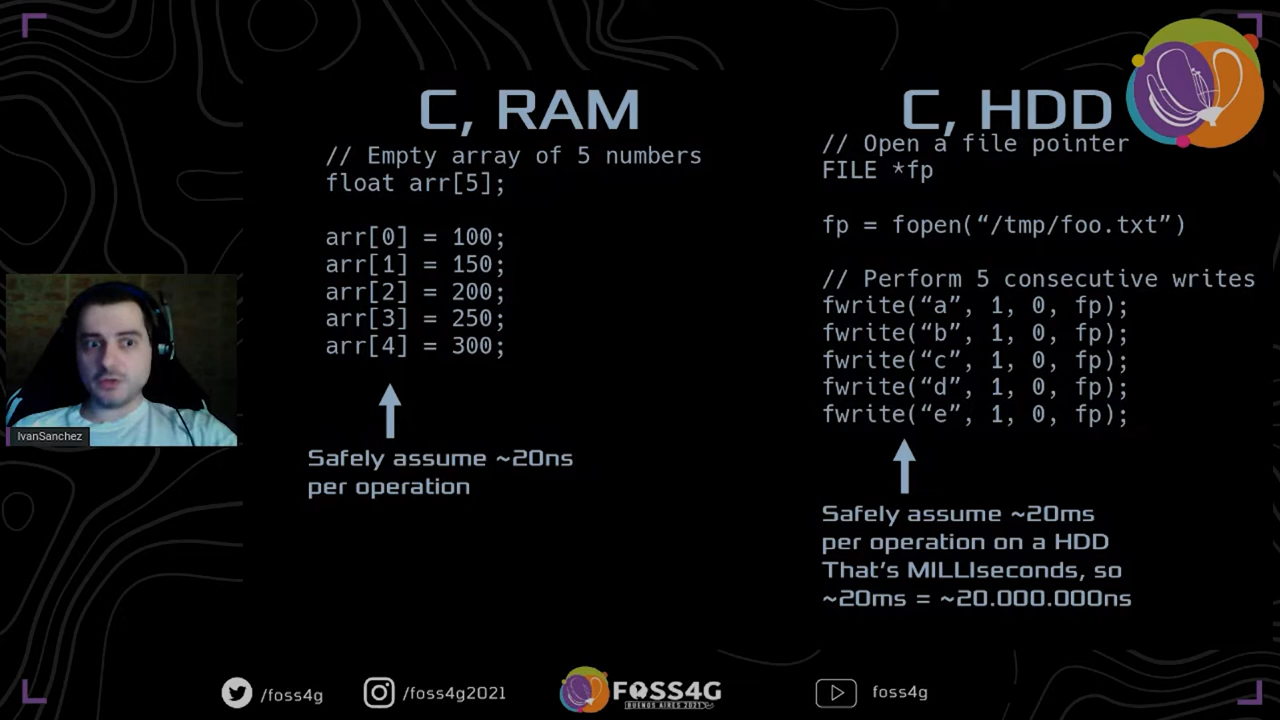 C, RAM
// Empty array of 5 numbers
float arr[5];
arr[0] = 100;
arr[1] = 150;
arr[2] = 200;
arr[3] = 250;
arr[4] = 300;
Safely assume ~20ns
per operation
C, HDD
// Open a file pointer
FILE *fp
fp = fopen(“/tmp/foo.txt”)
// Perform 5 consecutive writes
fwrite(“a”, 1, 0, fp);
fwrite(“b”, 1, 0, fp);
fwrite(“c”, 1, 0, fp);
fwrite(“d”, 1, 0, fp);
fwrite(“e”, 1, 0, fp);
Safely assume ~20ms
per operation on a HDD
That’s MILLIseconds, so
~20ms = ~20.000.000ns
IvanSanchez
/foss4g
/foss4g2021
FOSS4G
BUENOS AIRES 2021
foss4g